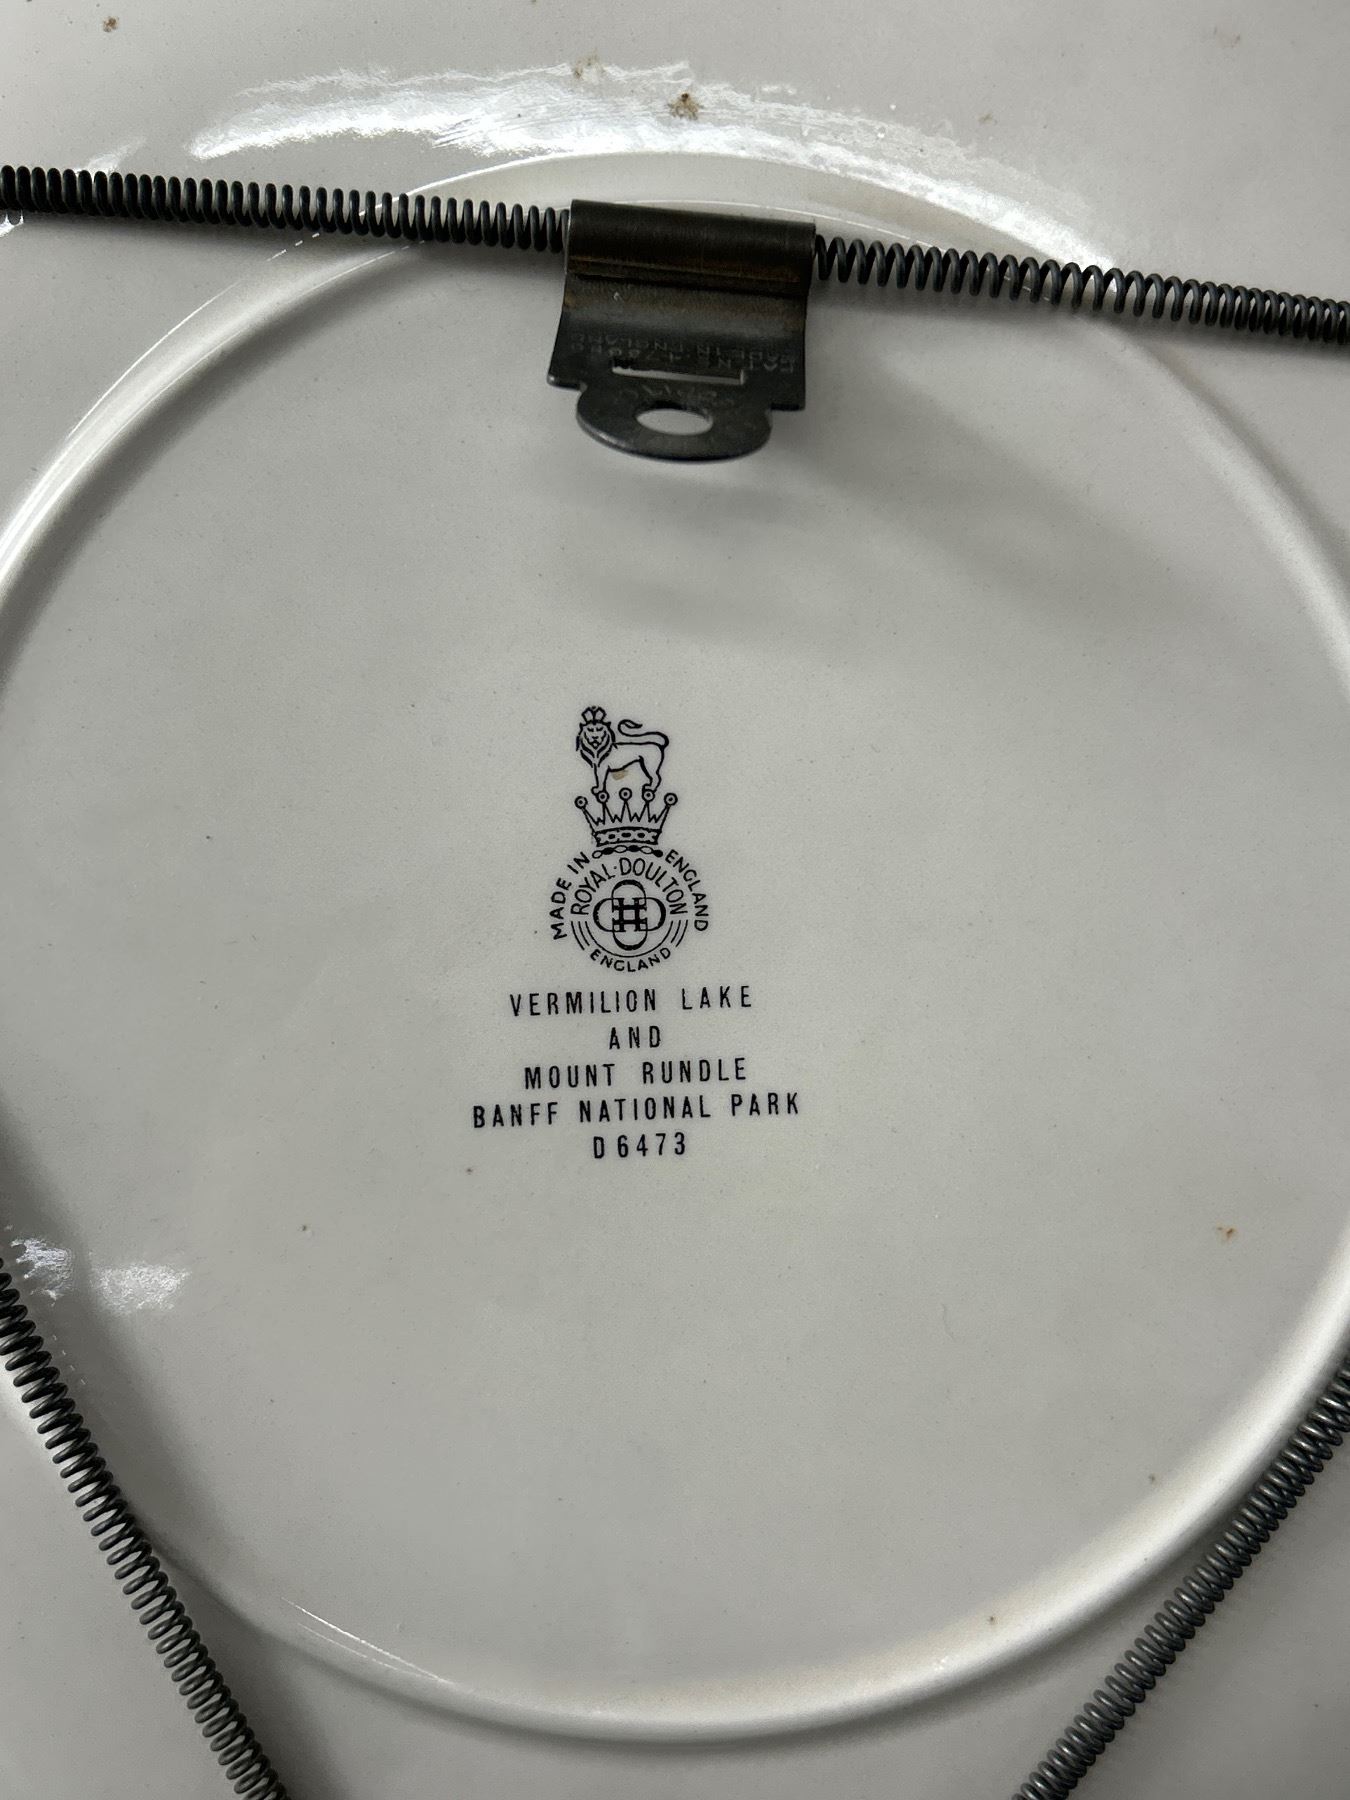 MADE IN ENGLAND
ROYAL·DOULTON
ENGLAND
VERMILION LAKE
AND
MOUNT RUNDLE
BANFF NATIONAL PARK
D6473